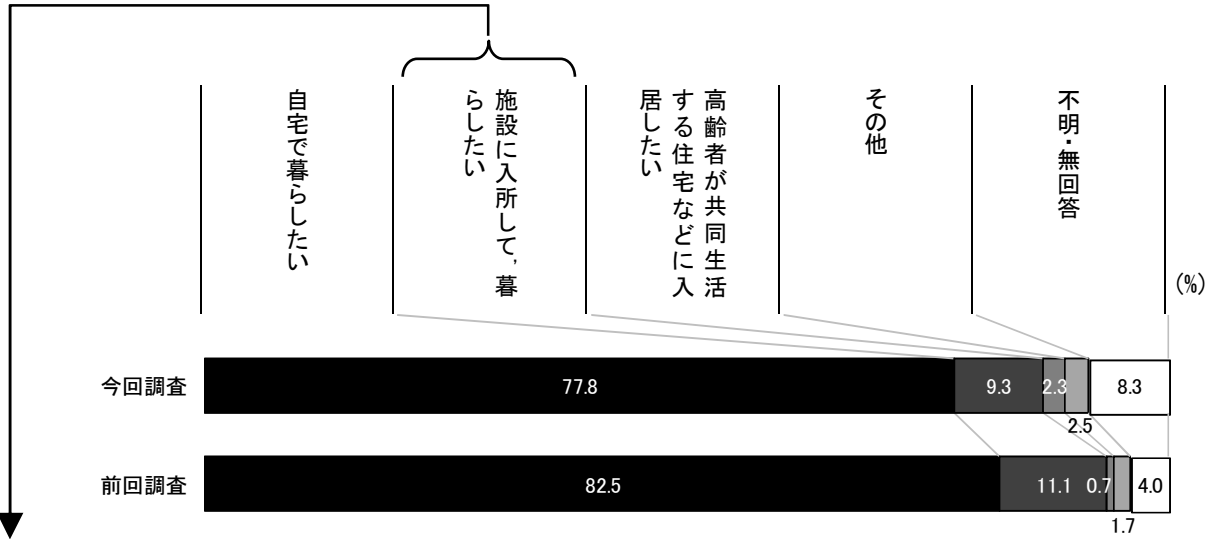 自宅で暮らしたい
施設に入所して，暮
らしたい
高齢者が共同生活
する住宅などに入
居したい
その他
不明・無回答
(%)
今回調査
77.8
9.3
2.3
2.5
8.3
前回調査
82.5
11.1
0.7
1.7
4.0